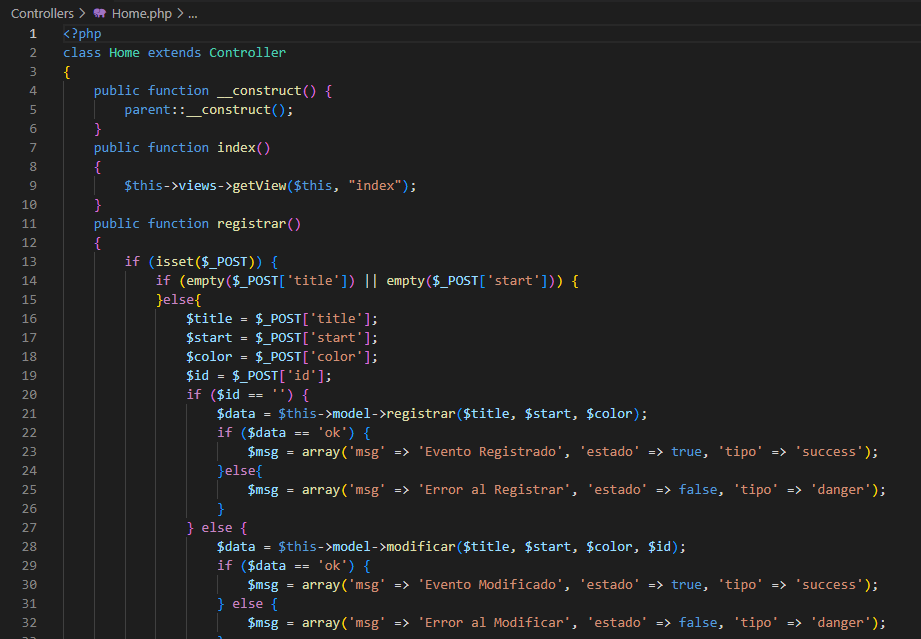 Controllers > Home.php > ...
1 <?php
2 class Home extends Controller
3 {
4 public function __construct() {
5 parent::__construct();
6 }
7 public function index()
8 {
9 $this->views->getView($this, "index");
10 }
11 public function registrar()
12 {
13 if (isset($_POST)) {
14 if (empty($_POST['title']) || empty($_POST['start'])) {
15 }else{
16 $title = $_POST['title'];
17 $start = $_POST['start'];
18 $color = $_POST['color'];
19 $id = $_POST['id'];
20 if ($id == '') {
21 $data = $this->model->registrar($title, $start, $color);
22 if ($data == 'ok') {
23 $msg = array('msg' => 'Evento Registrado', 'estado' => true, 'tipo' => 'success');
24 }else{
25 $msg = array('msg' => 'Error al Registrar', 'estado' => false, 'tipo' => 'danger');
26 }
27 } else {
28 $data = $this->model->modificar($title, $start, $color, $id);
29 if ($data == 'ok') {
30 $msg = array('msg' => 'Evento Modificado', 'estado' => true, 'tipo' => 'success');
31 } else {
32 $msg = array('msg' => 'Error al Modificar', 'estado' => false, 'tipo' => 'danger');